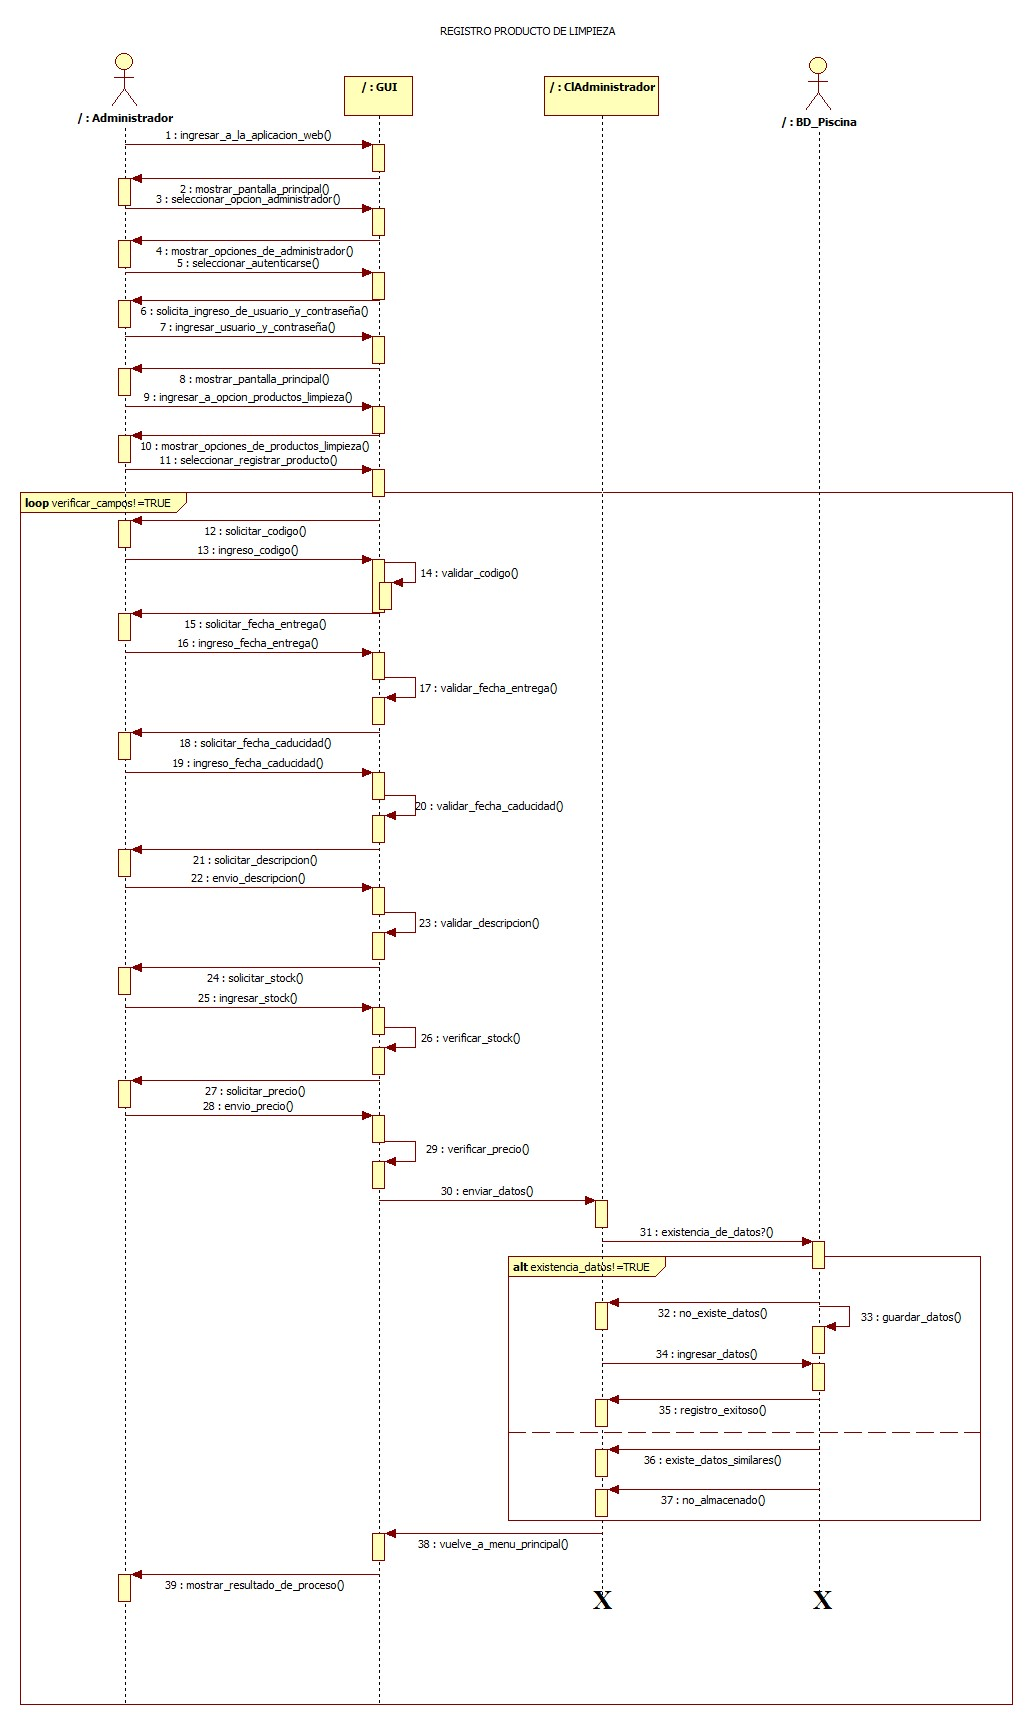 REGISTRO PRODUCTO DE LIMPIEZA
/ : Administrador
/ : GUI
/ : ClAdministrador
/ : BD_Piscina
1 : ingresar_a_la_aplicacion_web()
2 : mostrar_pantalla_principal()
3 : seleccionar_opcion_administrador()
4 : mostrar_opciones_de_administrador()
5 : seleccionar_autenticarse()
6 : solicita_ingreso_de_usuario_y_contraseña()
7 : ingresar_usuario_y_contraseña()
8 : mostrar_pantalla_principal()
9 : ingresar_a_opcion_productos_limpieza()
10 : mostrar_opciones_de_productos_limpieza()
11 : seleccionar_registrar_producto()
loop verificar_campos!=TRUE
12 : solicitar_codigo()
13 : ingreso_codigo()
14 : validar_codigo()
15 : solicitar_fecha_entrega()
16 : ingreso_fecha_entrega()
17 : validar_fecha_entrega()
18 : solicitar_fecha_caducidad()
19 : ingreso_fecha_caducidad()
20 : validar_fecha_caducidad()
21 : solicitar_descripcion()
22 : envio_descripcion()
23 : validar_descripcion()
24 : solicitar_stock()
25 : ingresar_stock()
26 : verificar_stock()
27 : solicitar_precio()
28 : envio_precio()
29 : verificar_precio()
30 : enviar_datos()
31 : existencia_de_datos?()
alt existencia_datos!=TRUE
32 : no_existe_datos()
33 : guardar_datos()
34 : ingresar_datos()
35 : registro_exitoso()
36 : existe_datos_similares()
37 : no_almacenado()
38 : vuelve_a_menu_principal()
39 : mostrar_resultado_de_proceso()
X
X